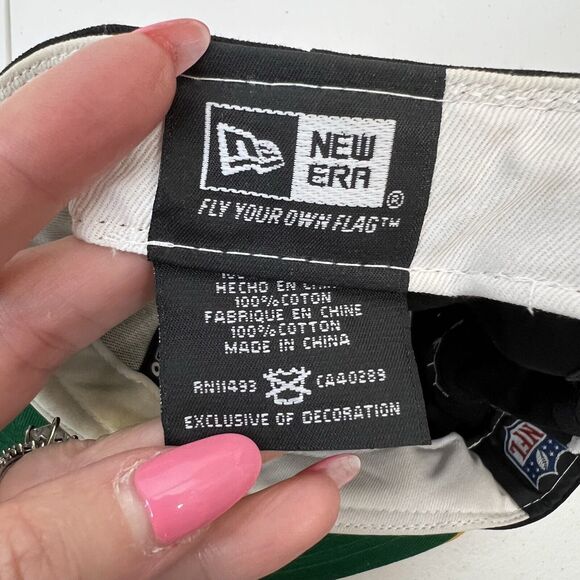 NEW
ERA®
FLY YOUR OWN FLAG™
HECHO EN CHINA
100%COTON
FABRIQUE EN CHINE
100%COTTON
MADE IN CHINA
RN11493 CA40289
EXCLUSIVE OF DECORATION
NFL